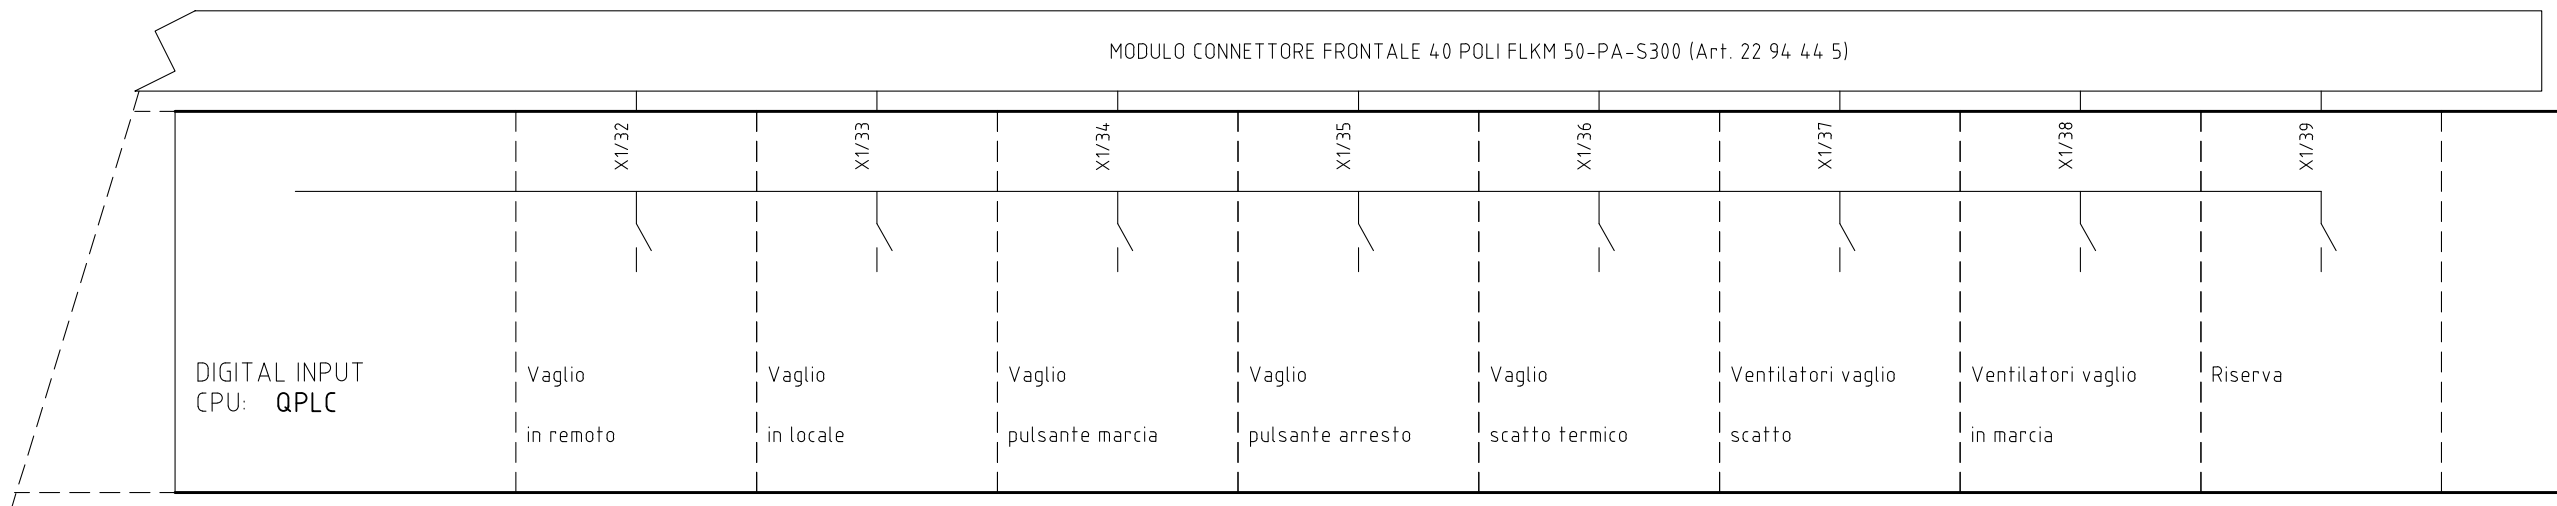 MODULO CONNETTORE FRONTALE 40 POLI FLKM 50-PA-S300 (Art. 22 94 44 5)
X1/32
X1/33
X1/34
X1/35
X1/36
X1/37
X1/38
X1/39
DIGITAL INPUT
CPU: QPLC
Vaglio
in remoto
Vaglio
in locale
Vaglio
pulsante marcia
Vaglio
pulsante arresto
Vaglio
scatto termico
Ventilatori vaglio
scatto
Ventilatori vaglio
in marcia
Riserva